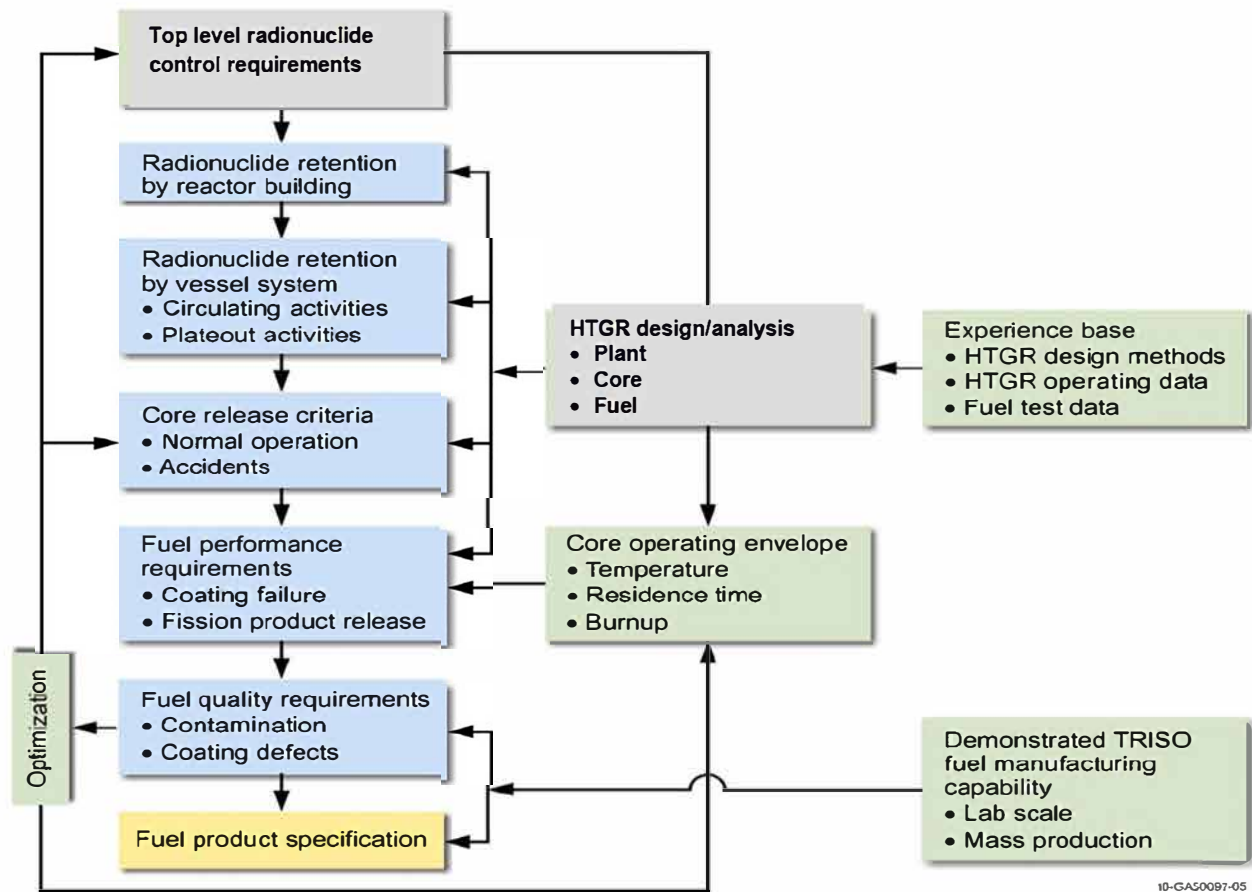 Top level radionuclide
control requirements
Radionuclide retention
by reactor building
Radionuclide retention
by vessel system
• Circulating activities
• Plateout activities
HTGR design/analysis
• Plant
• Core
• Fuel
Experience base
• HTGR design methods
• HTGR operating data
• Fuel test data
Core release criteria
• Normal operation
• Accidents
Fuel performance
requirements
• Coating failure
• Fission product release
Core operating envelope
• Temperature
• Residence time
• Burnup
Optimization
Fuel quality requirements
• Contamination
• Coating defects
Demonstrated TRISO
fuel manufacturing
capability
• Lab scale
• Mass production
Fuel product specification
10-GA50097-05